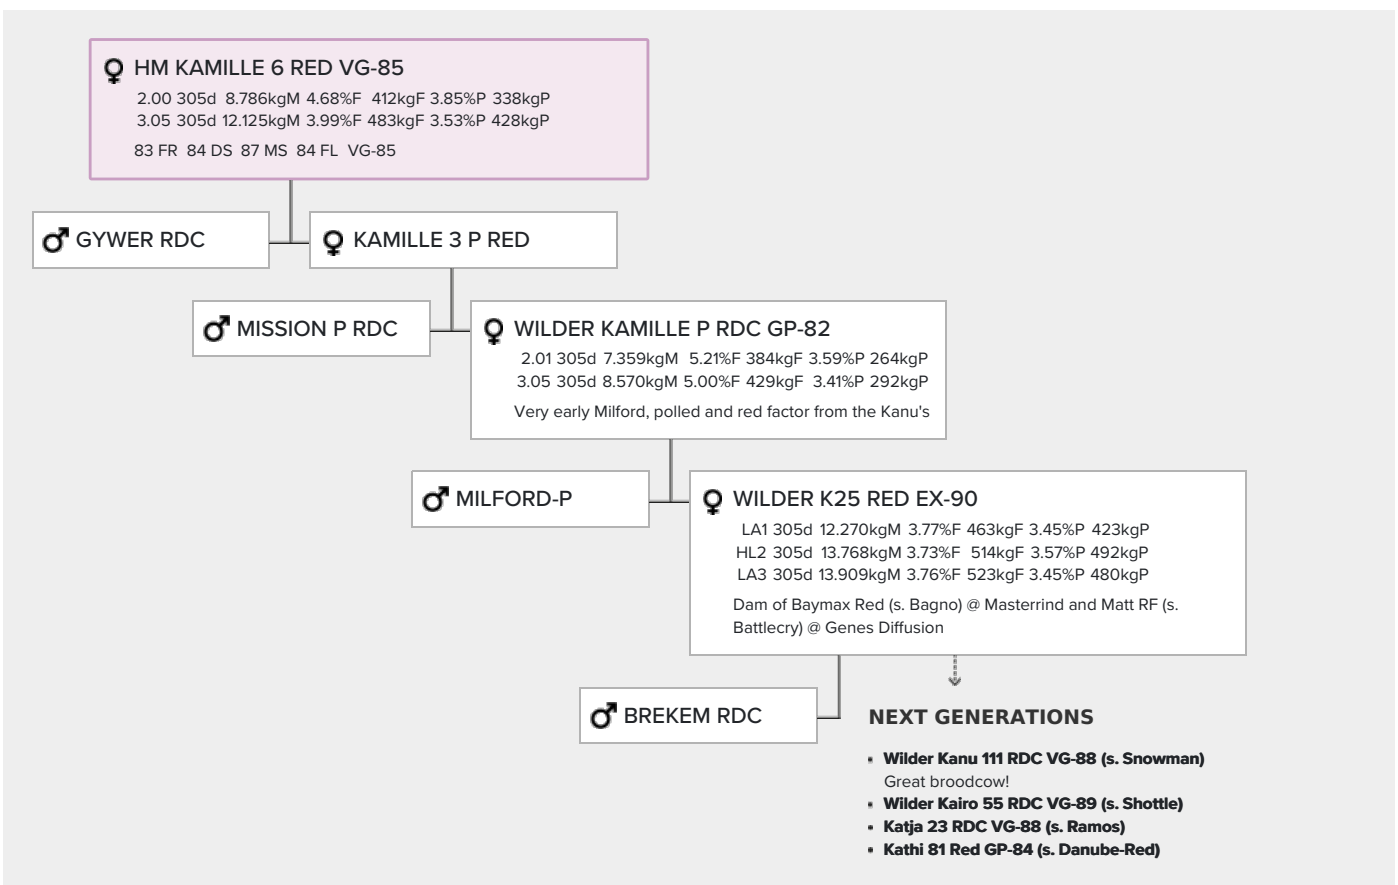 HM KAMILLE 6 RED VG-85
2.00 305d 8.786kgM 4.68%F 412kgF 3.85%P 338kgP
3.05 305d 12.125kgM 3.99%F 483kgF 3.53%P 428kgP
83 FR 84 DS 87 MS 84 FL VG-85
GYWER RDC
KAMILLE 3 P RED
MISSION P RDC
WILDER KAMILLE P RDC GP-82
2.01 305d 7.359kgM 5.21%F 384kgF 3.59%P 264kgP
3.05 305d 8.570kgM 5.00%F 429kgF 3.41%P 292kgP
Very early Milford, polled and red factor from the Kanu's
MILFORD-P
WILDER K25 RED EX-90
LA1 305d 12.270kgM 3.77%F 463kgF 3.45%P 423kgP
HL2 305d 13.768kgM 3.73%F 514kgF 3.57%P 492kgP
LA3 305d 13.909kgM 3.76%F 523kgF 3.45%P 480kgP
Dam of Baymax Red (s. Bagno) @ Masterrind and Matt RF (s.
Battlecry) @ Genes Diffusion
BREKEM RDC
NEXT GENERATIONS
• Wilder Kanu 111 RDC VG-88 (s. Snowman)
Great broodcow!
• Wilder Kairo 55 RDC VG-89 (s. Shottle)
• Katja 23 RDC VG-88 (s. Ramos)
• Kathi 81 Red GP-84 (s. Danube-Red)